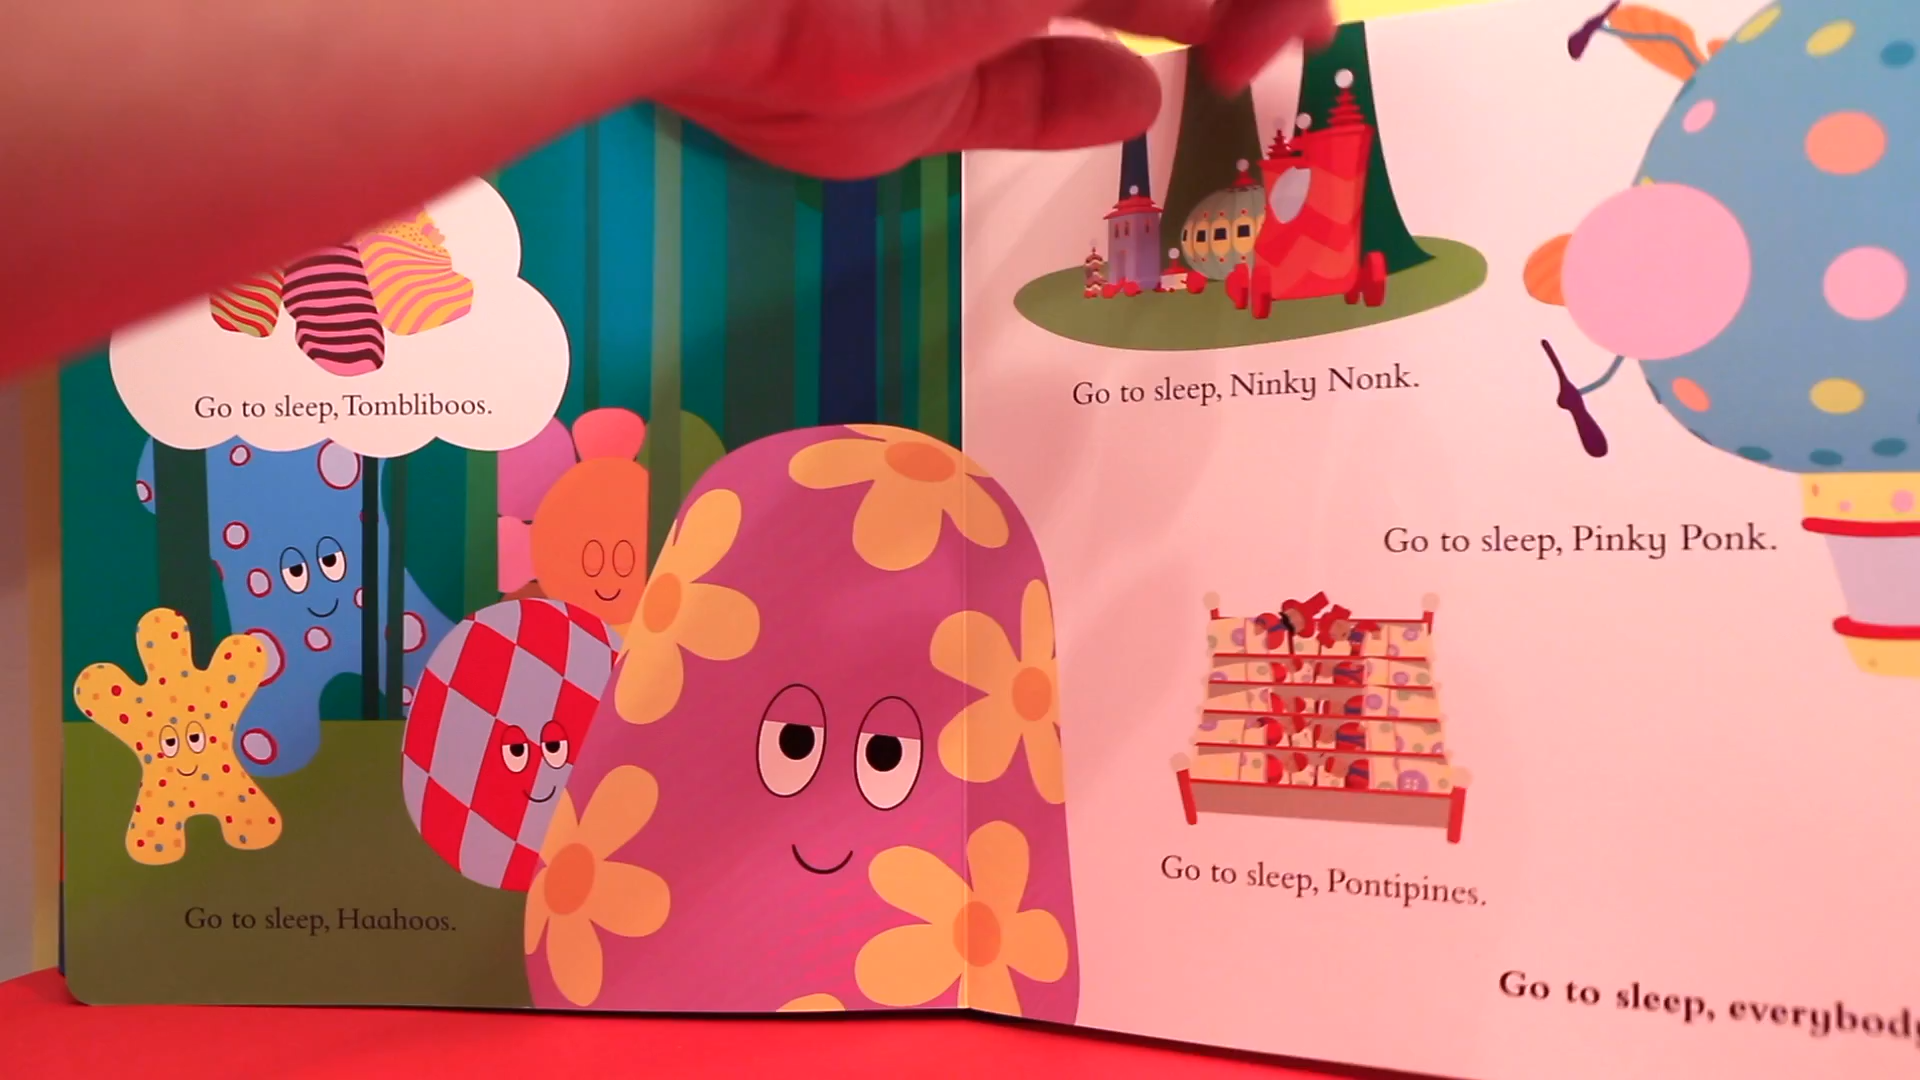 Go to sleep, Tombliboos.
Go to sleep, Haahoos.
Go to sleep, Ninky Nonk.
Go to sleep, Pinky Ponk.
Go to sleep, Pontipines.
Go to sleep, everybody